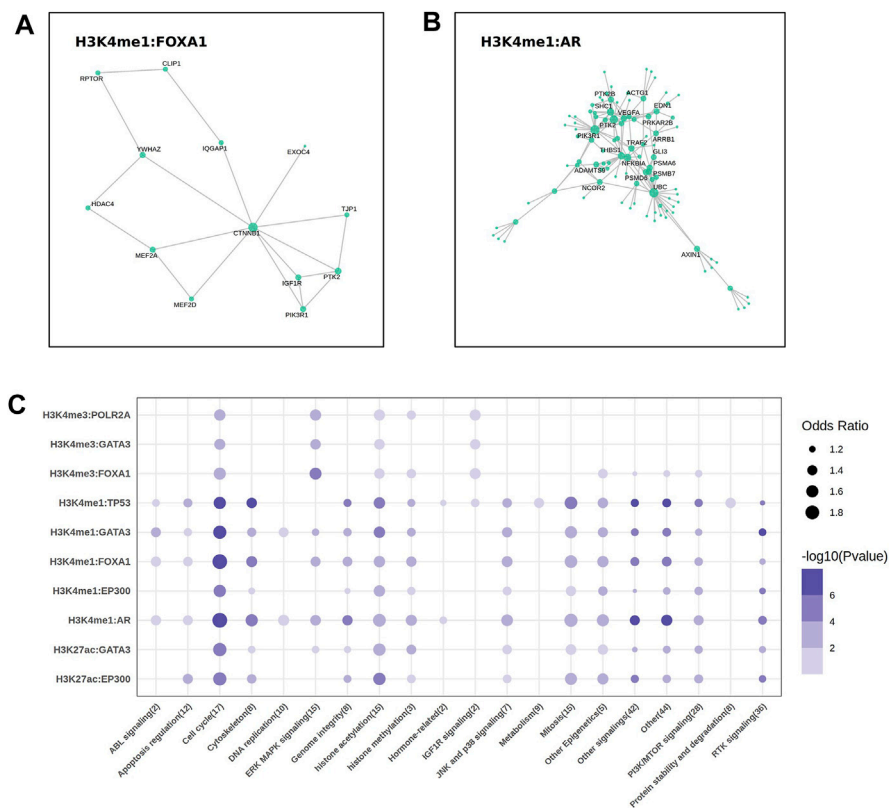 A
H3K4me1:FOXA1
CLIP1
RPTOR
YWHAZ
IQGAP1
EXOC4
HDAC4
TJP1
CTNNB1
MEF2A
IGF1R
PTK2
MEF2D
PIK3R1
B
H3K4me1:AR
PTK2B
ACTG1
SHC1
VEGFA
EDN1
PTK2
PRKAR2B
PIK3R1
ARRB1
TRAF2
THBS1
GLI3
NFKBIA
PSMA6
ADAMTS9
PSMD6
PSMB7
NCOR2
UBC
AXIN1
C
H3K4me3:POLR2A
H3K4me3:GATA3
H3K4me3:FOXA1
H3K4me1:TP53
H3K4me1:GATA3
H3K4me1:FOXA1
H3K4me1:EP300
H3K4me1:AR
H3K27ac:GATA3
H3K27ac:EP300
ABL signaling(2)
Apoptosis regulation(12)
Cell cycle(17)
Cytoskeleton(8)
DNA replication(10)
ERK MAPK signaling(15)
Genome integrity(8)
histone acetylation(15)
histone methylation(3)
Hormone-related(2)
IGF1R signaling(2)
JNK and p38 signaling(7)
Metabolism(9)
Mitosis(15)
Other Epigenetics(5)
Other signalings(42)
Other(44)
PI3K/MTOR signaling(28)
Protein stability and degradation(8)
RTK signaling(36)
Odds Ratio
1.2
1.4
1.6
1.8
-log10(Pvalue)
6
4
2